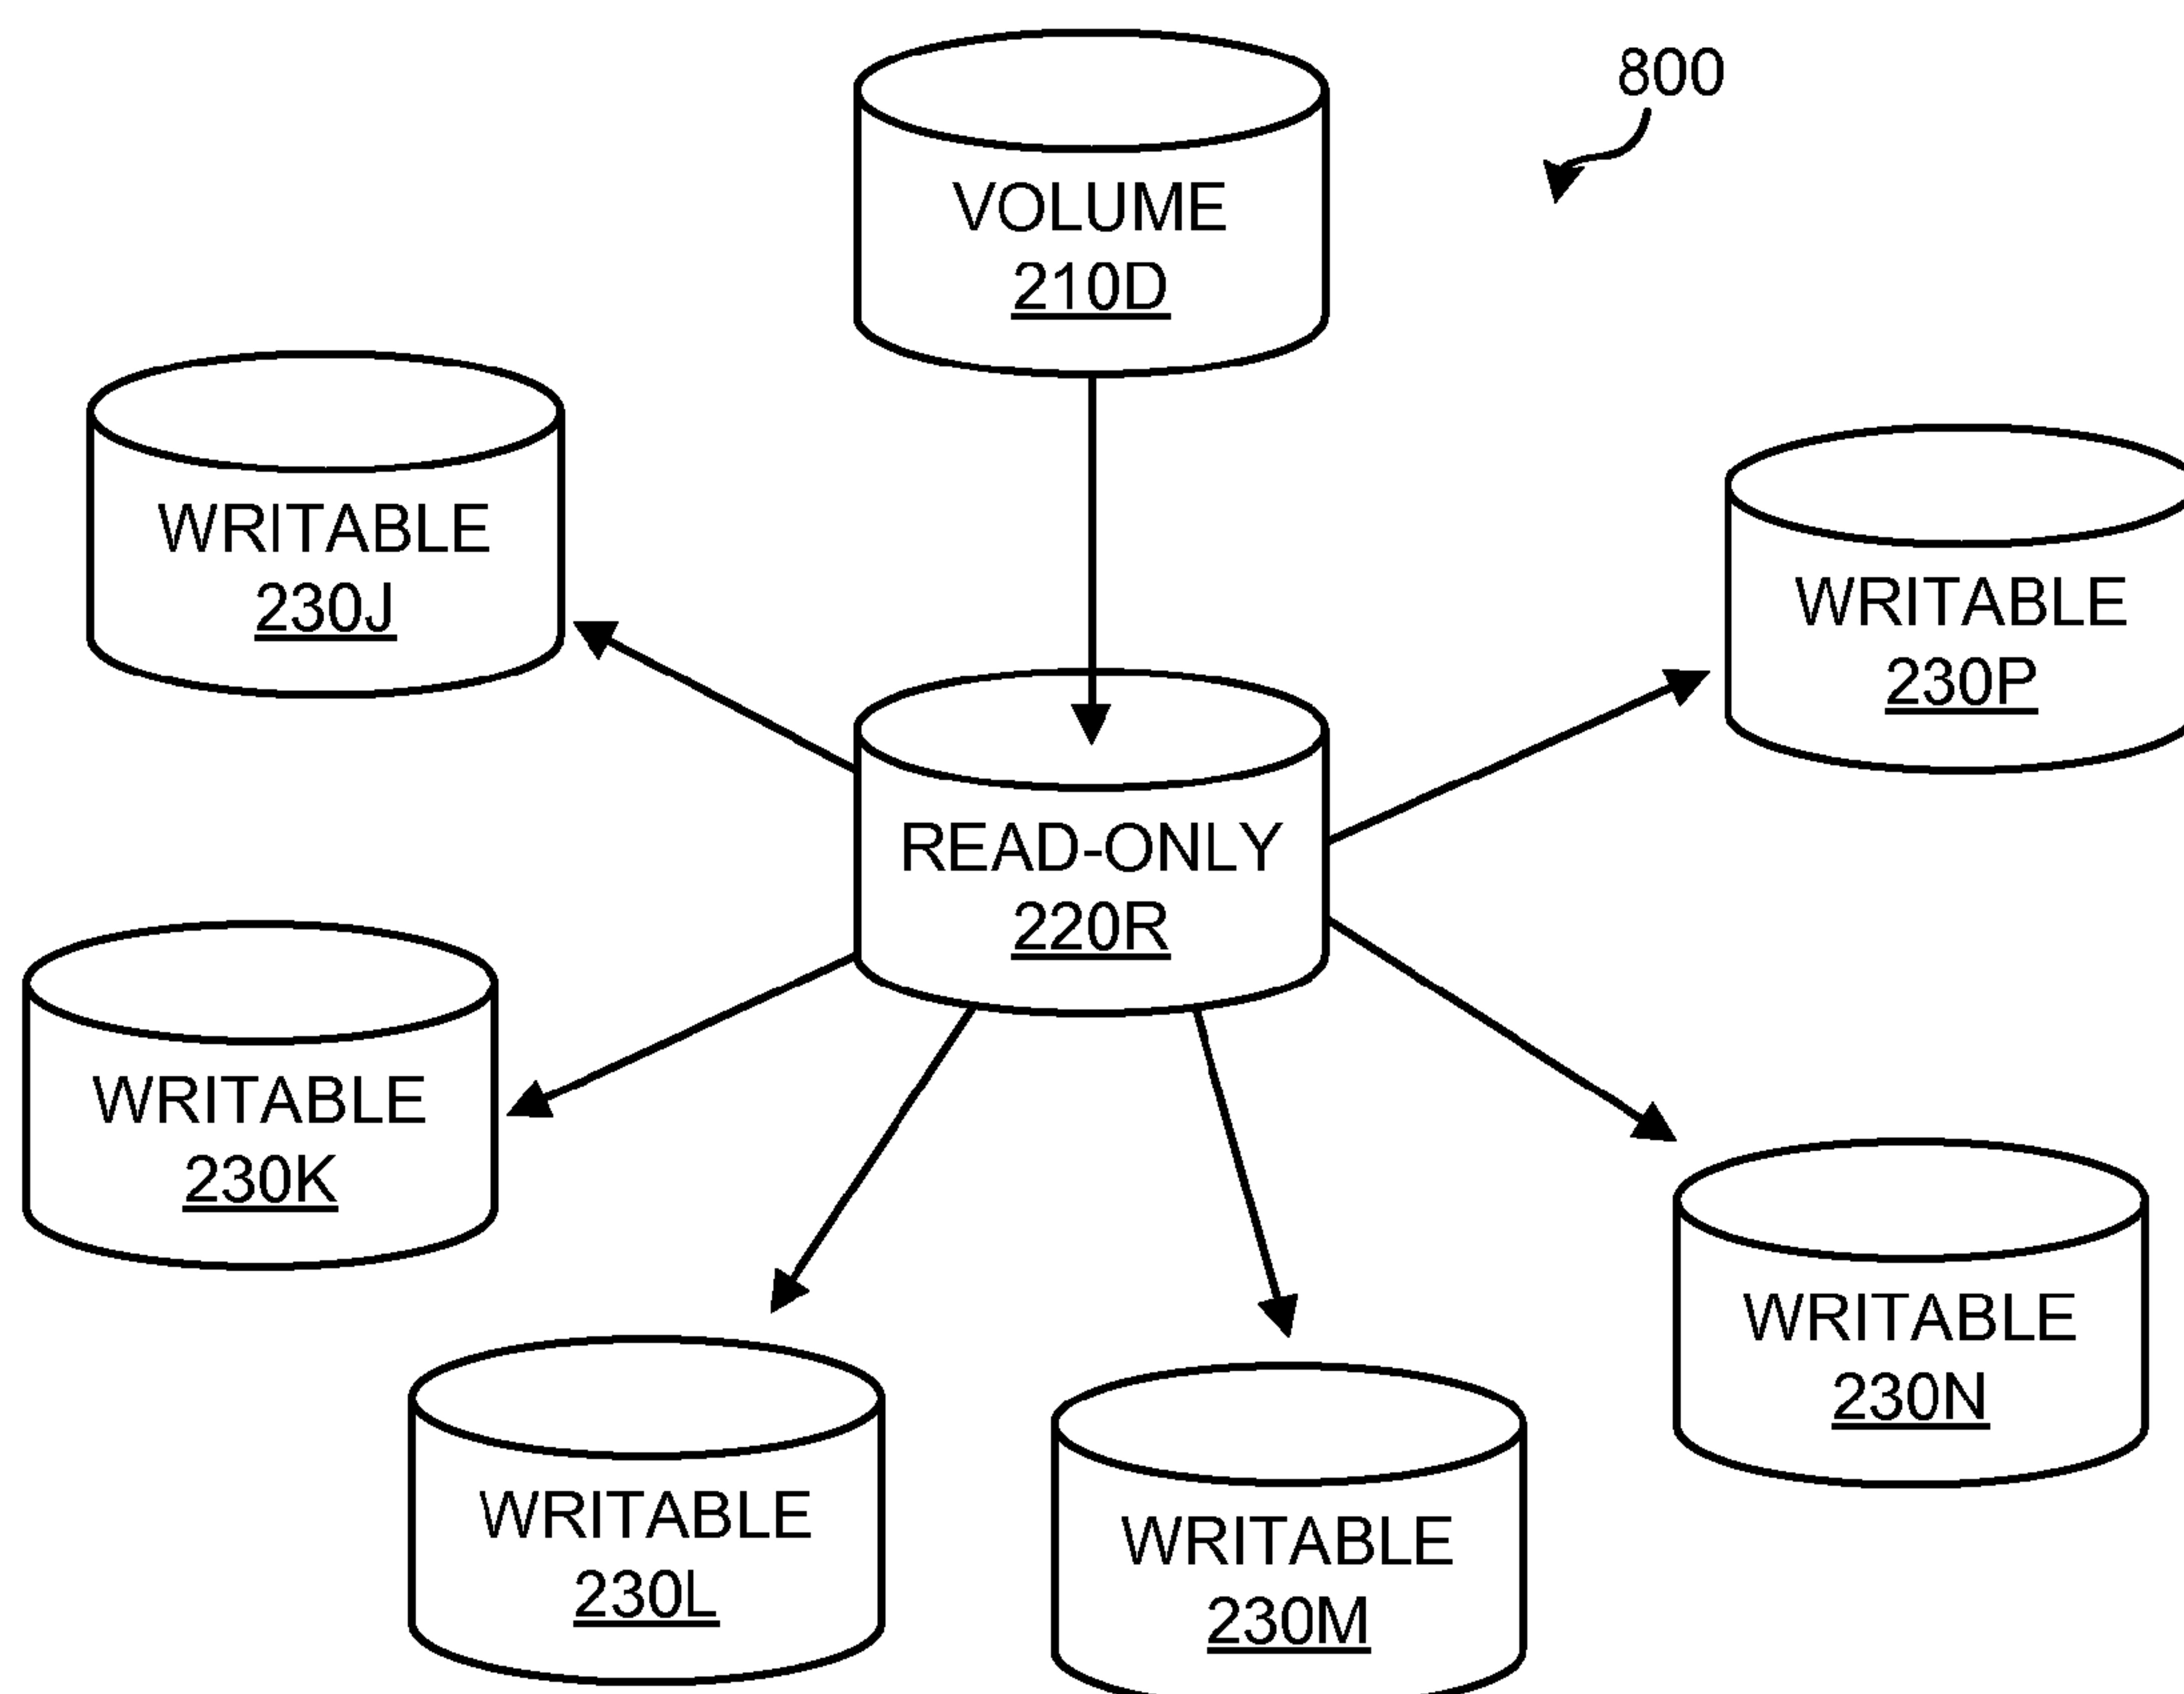 800
VOLUME
210D
WRITABLE
230J
WRITABLE
230P
READ-ONLY
220R
WRITABLE
230K
WRITABLE
230N
WRITABLE
230L
WRITABLE
230M